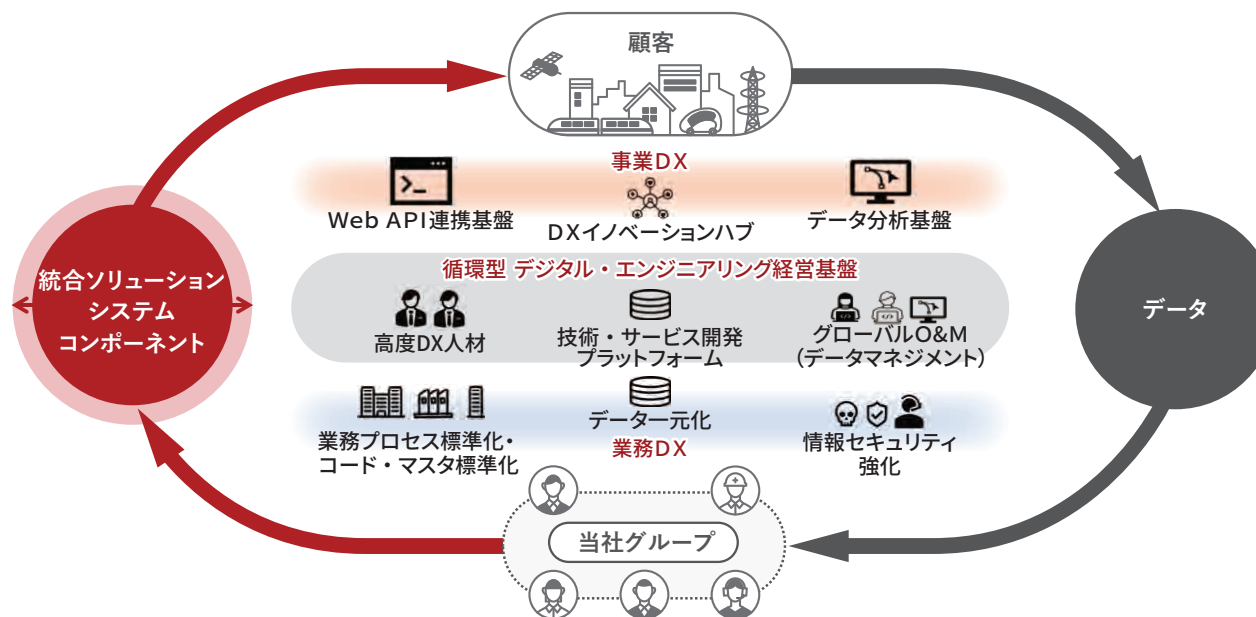 顧客
事業DX
Web API連携基盤
DXイノベーションハブ
データ分析基盤
循環型 デジタル・エンジニアリング経営基盤
統合ソリューション
システム
コンポーネント
データ
高度DX人材
技術・サービス開発
プラットフォーム
グローバルO&M
（データマネジメント）
業務プロセス標準化・
コード・マスタ標準化
データ一元化
業務DX
情報セキュリティ
強化
当社グループ